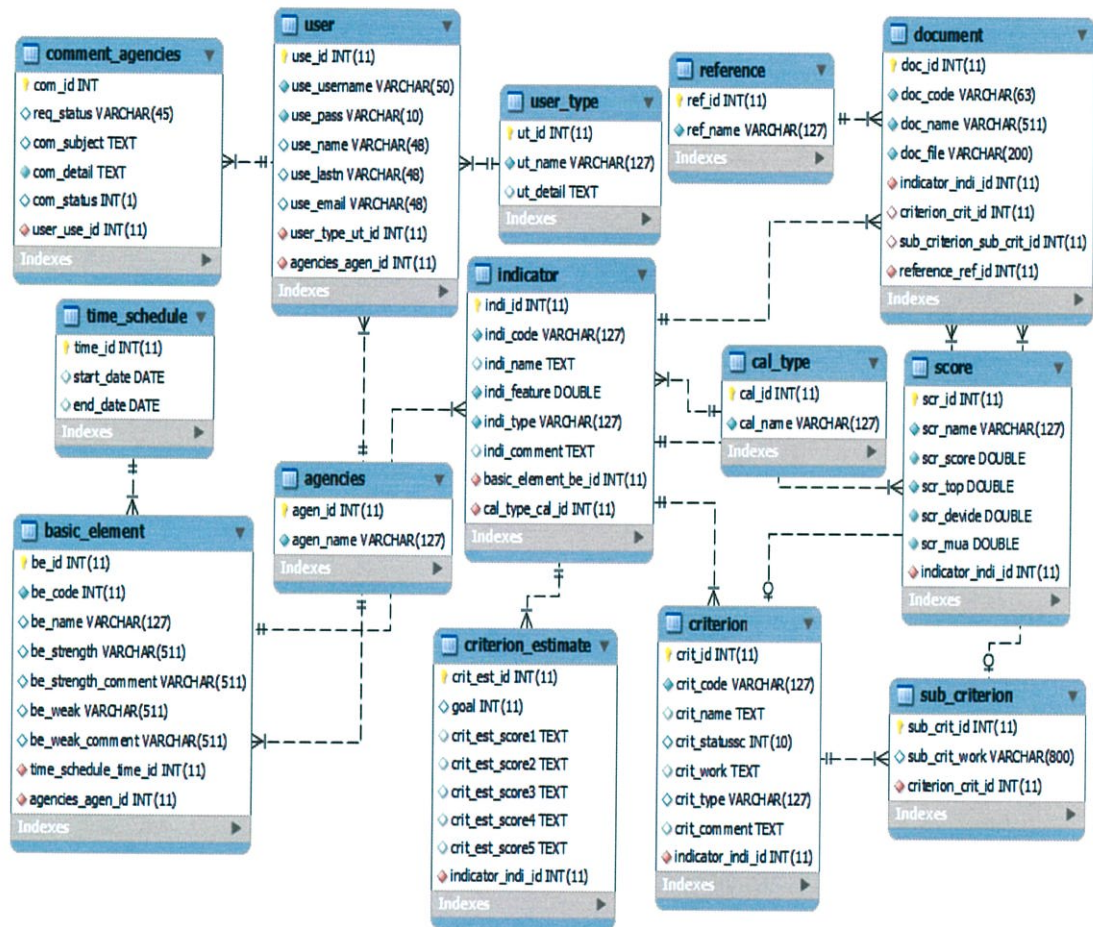 comment_agencies
com_id INT
req_status VARCHAR(45)
com_subject TEXT
com_detail TEXT
com_status INT(1)
user_use_id INT(11)
Indexes
user
use_id INT(11)
use_username VARCHAR(50)
use_pass VARCHAR(10)
use_name VARCHAR(48)
use_lastn VARCHAR(48)
use_email VARCHAR(48)
user_type_ut_id INT(11)
agencies_agen_id INT(11)
Indexes
user_type
ut_id INT(11)
ut_name VARCHAR(127)
ut_detail TEXT
Indexes
reference
ref_id INT(11)
ref_name VARCHAR(127)
Indexes
document
doc_id INT(11)
doc_code VARCHAR(63)
doc_name VARCHAR(511)
doc_file VARCHAR(200)
indicator_indi_id INT(11)
criterion_crit_id INT(11)
sub_criterion_sub_crit_id INT(11)
reference_ref_id INT(11)
Indexes
time_schedule
time_id INT(11)
start_date DATE
end_date DATE
Indexes
indicator
indi_id INT(11)
indi_code VARCHAR(127)
indi_name TEXT
indi_feature DOUBLE
indi_type VARCHAR(127)
indi_comment TEXT
basic_element_be_id INT(11)
cal_type_cal_id INT(11)
Indexes
cal_type
cal_id INT(11)
cal_name VARCHAR(127)
Indexes
score
scr_id INT(11)
scr_name VARCHAR(127)
scr_score DOUBLE
scr_top DOUBLE
scr_devide DOUBLE
scr_mua DOUBLE
indicator_indi_id INT(11)
Indexes
agencies
agen_id INT(11)
agen_name VARCHAR(127)
Indexes
basic_element
be_id INT(11)
be_code INT(11)
be_name VARCHAR(127)
be_strength VARCHAR(511)
be_strength_comment VARCHAR(511)
be_weak VARCHAR(511)
be_weak_comment VARCHAR(511)
time_schedule_time_id INT(11)
agencies_agen_id INT(11)
Indexes
criterion_estimate
crit_est_id INT(11)
goal INT(11)
crit_est_score1 TEXT
crit_est_score2 TEXT
crit_est_score3 TEXT
crit_est_score4 TEXT
crit_est_score5 TEXT
indicator_indi_id INT(11)
Indexes
criterion
crit_id INT(11)
crit_code VARCHAR(127)
crit_name TEXT
crit_statussc INT(10)
crit_work TEXT
crit_type VARCHAR(127)
crit_comment TEXT
indicator_indi_id INT(11)
Indexes
sub_criterion
sub_crit_id INT(11)
sub_crit_work VARCHAR(800)
criterion_crit_id INT(11)
Indexes